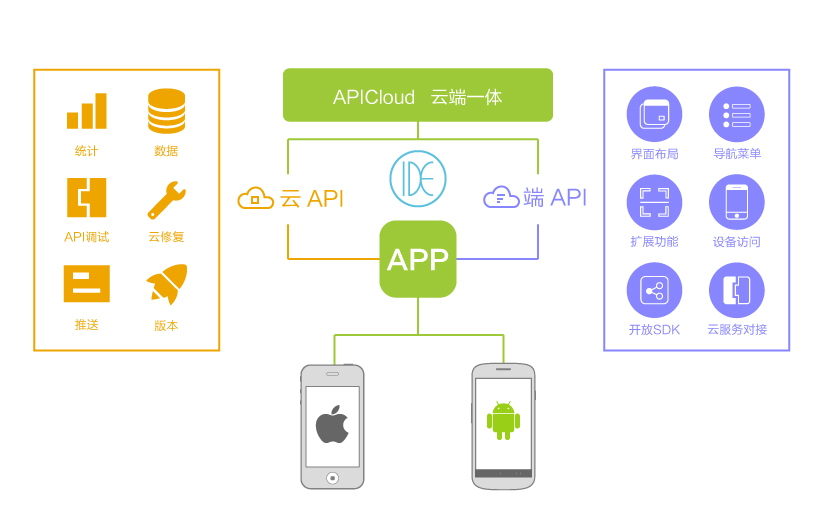 APICloud 云端一体
统计
数据
API调试
云修复
推送
版本
云 API
IDE
端 API
APP
界面布局
导航菜单
扩展功能
设备访问
开放SDK
云服务对接